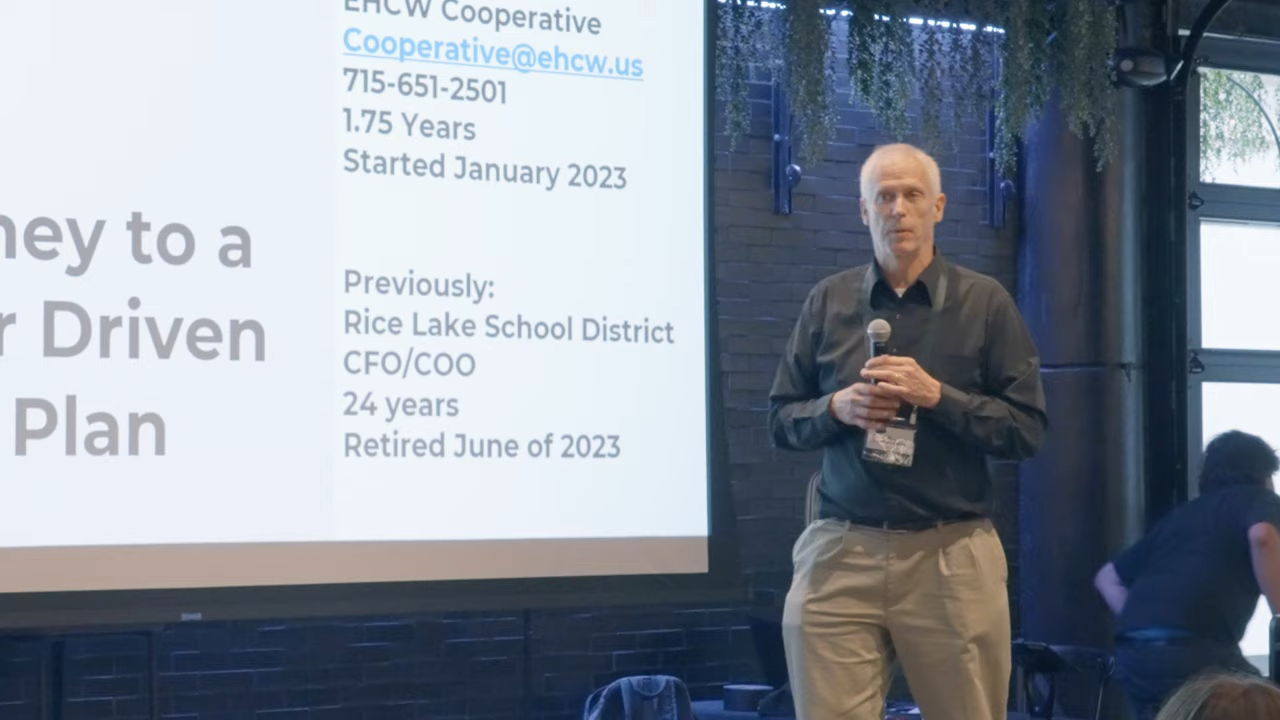 ney to a
r Driven
Plan
EHCW Cooperative
Cooperative@ehcw.us
715-651-2501
1.75 Years
Started January 2023
Previously:
Rice Lake School District
CFO/COO
24 years
Retired June of 2023